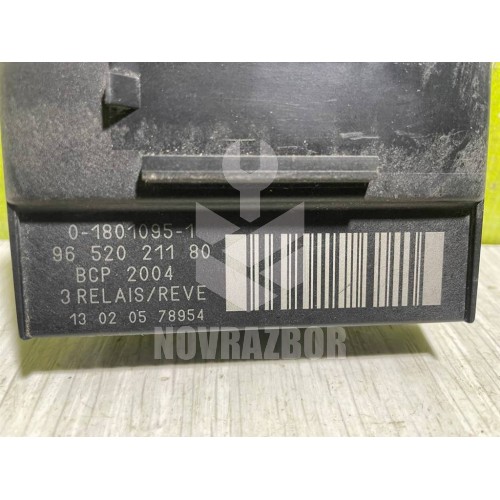 0-1801095-1
96 520 211 80
BCP 2004
3 RELAIS/REVE
13 02 05 78954
NOVRAZBOR